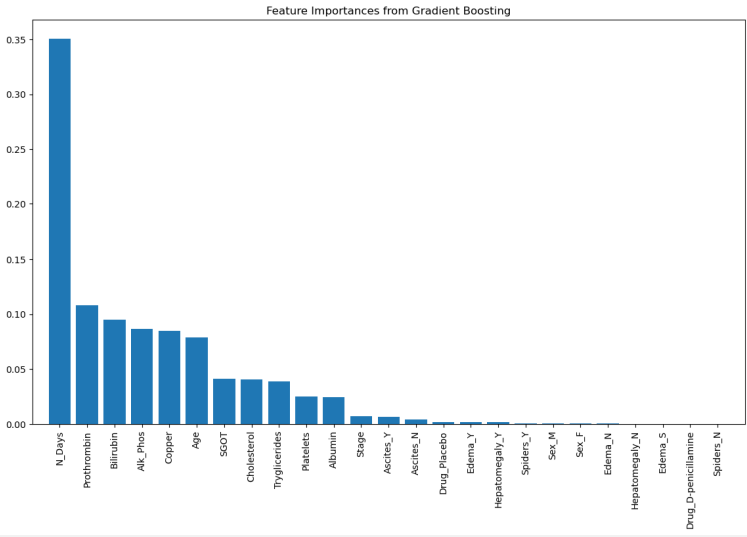 Feature Importances from Gradient Boosting
0.35
0.30
0.25
0.20
0.15
0.10
0.05
0.00
N_Days
Prothrombin
Bilirubin
Alk_Phos
Copper
Age
SGOT
Cholesterol
Tryglicerides
Platelets
Albumin
Stage
Ascites_Y
Ascites_N
Drug_Placebo
Edema_Y
Hepatomegaly_Y
Spiders_Y
Sex_M
Sex_F
Edema_N
Hepatomegaly_N
Edema_S
Drug_D-penicillamine
Spiders_N